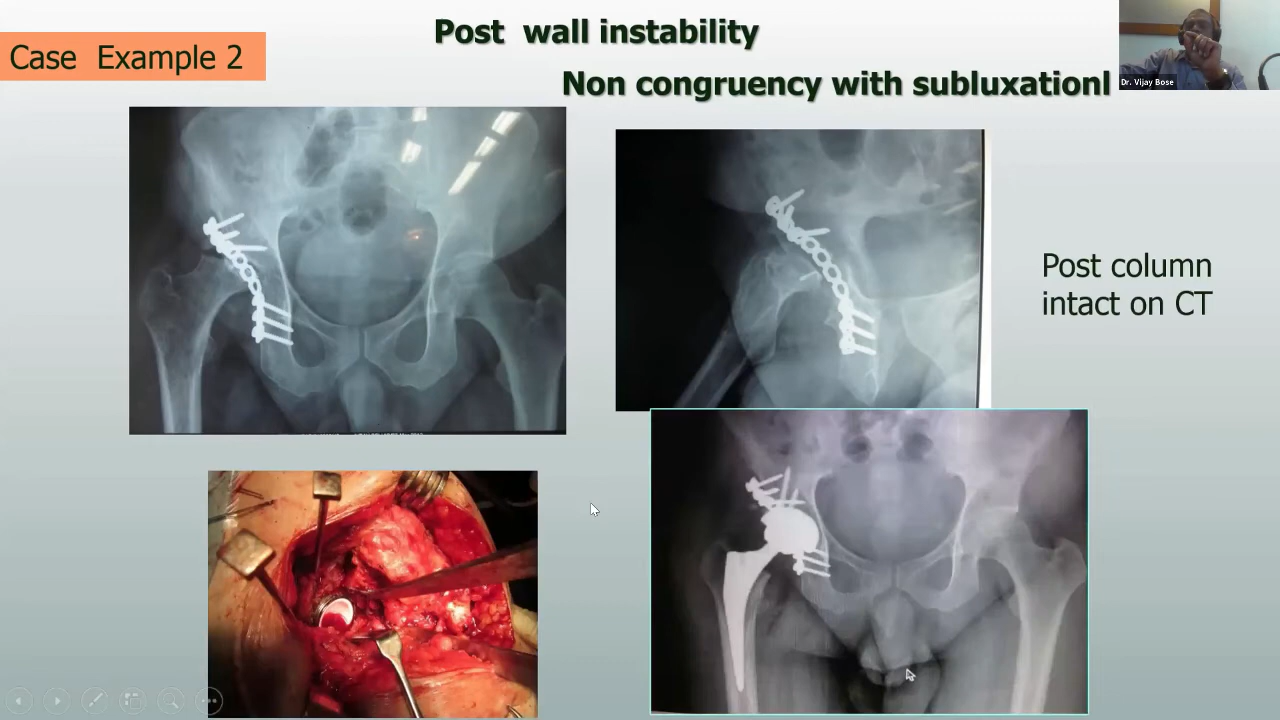 Post wall instability
Case Example 2
Non congruency with subluxationl
Dr. Vijay Bose
Post column
intact on CT